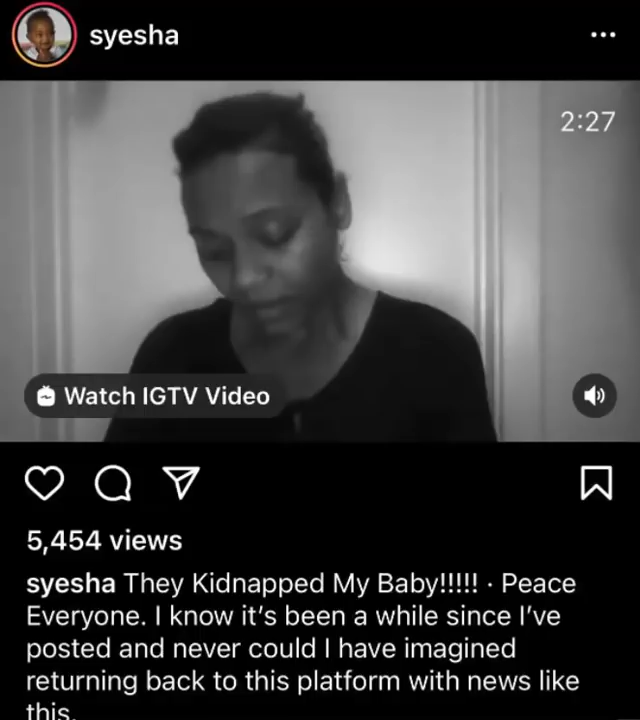 syesha
2:27
Watch IGTV Video
5,454 views
syesha They Kidnapped My Baby!!!!! · Peace
Everyone. I know it's been a while since I've
posted and never could I have imagined
returning back to this platform with news like
this.